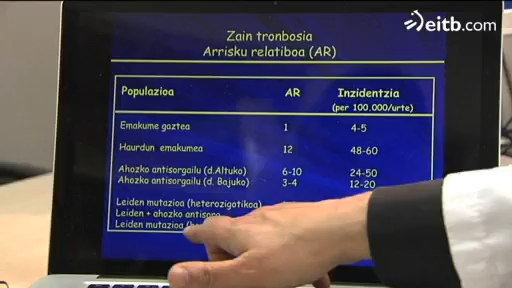 eitb.com
Zain tronbosia
Arrisku relatiboa (AR)
Populazioa AR Inzidentzia
(per 100.000/urte)
Emakume gaztea 1 4-5
Haurdun emakumea 12 48-60
Ahozko antisorgailu (d.Altuko) 6-10 24-50
Ahozko antisorgailu (d. Bajuko) 3-4 12-20
Leiden mutazioa (heterozigotikoa)
Leiden + ahozko antisorg
Leiden mutazioa